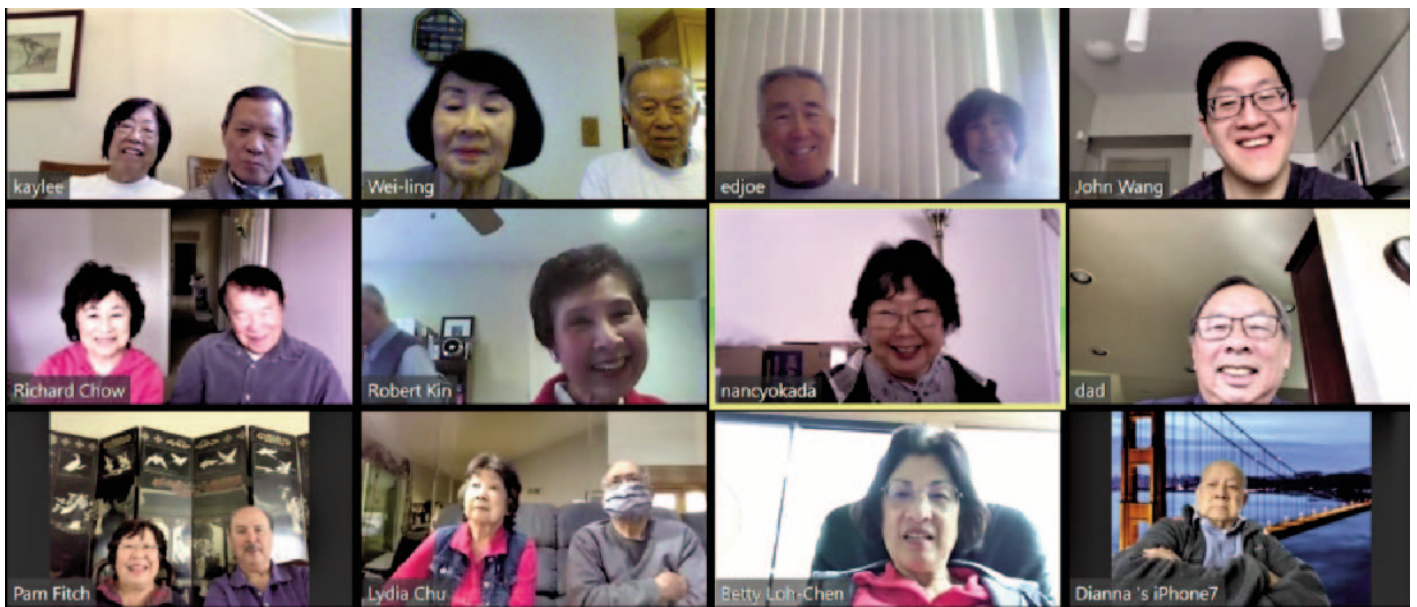 kaylee
Wei-ling
edjoe
John Wang
Richard Chow
Robert Kin
nancyokada
dad
Pam Fitch
Lydia Chu
Betty Loh-Chen
Dianna 's iPhone7